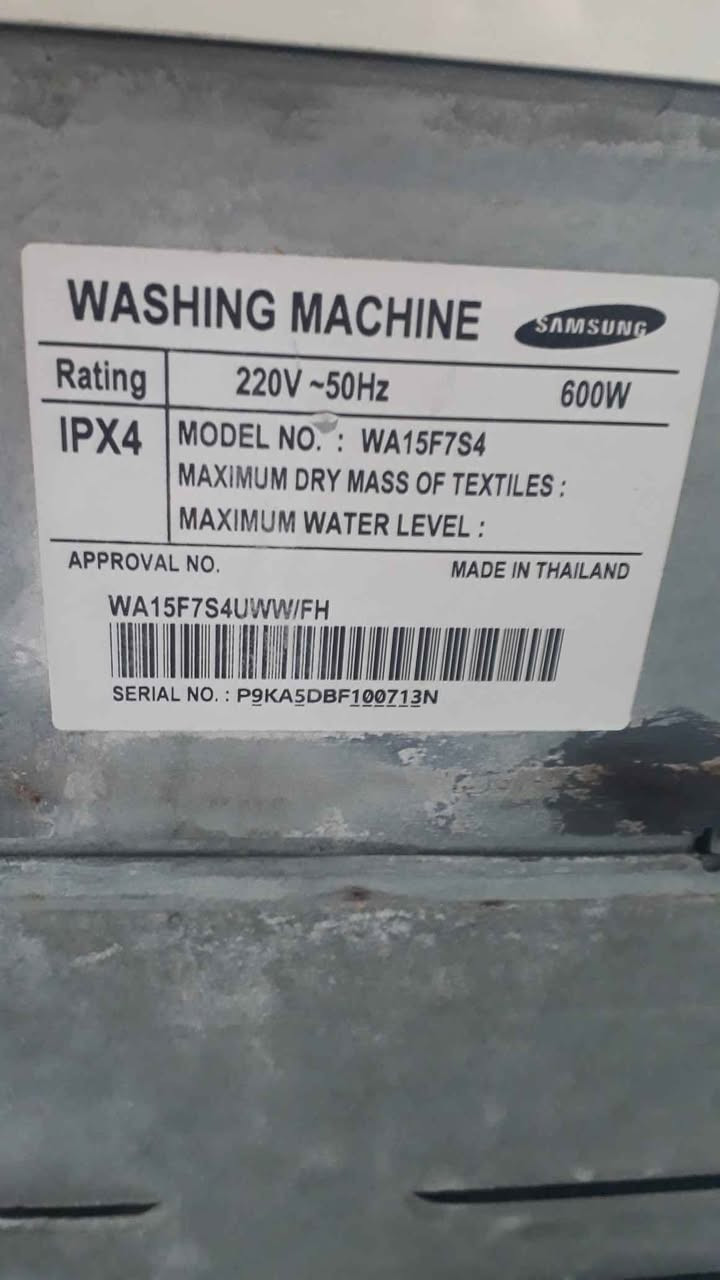 WASHING MACHINE SAMSUNG
Rating 220V ~50Hz 600W
IPX4 MODEL NO. : WA15F7S4
MAXIMUM DRY MASS OF TEXTILES :
MAXIMUM WATER LEVEL :
APPROVAL NO. MADE IN THAILAND
WA15F7S4UWW/FH
SERIAL NO. : P9KA5DBF100713N